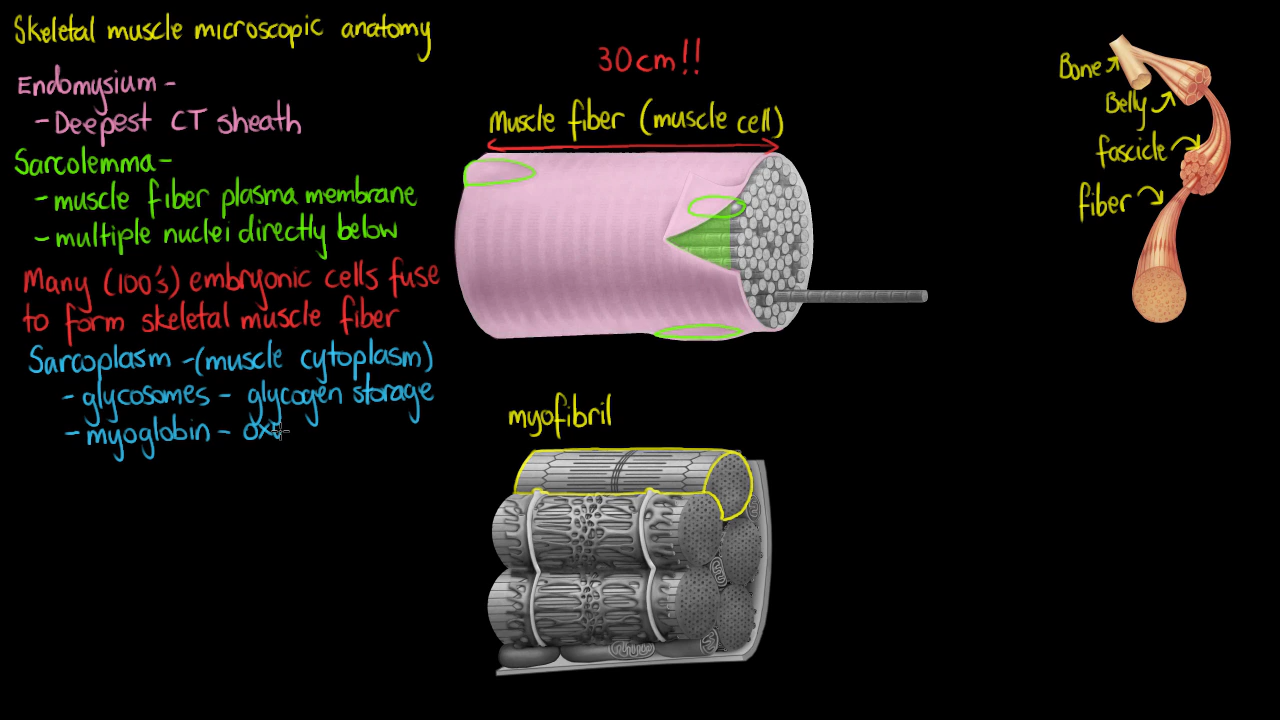 Skeletal muscle microscopic anatomy
Endomysium -
- Deepest CT sheath
Sarcolemma -
- muscle fiber plasma membrane
- multiple nuclei directly below
Many (100's) embryonic cells fuse
to form skeletal muscle fiber
Sarcoplasm - (muscle cytoplasm)
- glycosomes - glycogen storage
- myoglobin -
30cm!!
Muscle fiber (muscle cell)
myofibril
Bone
Belly
fascicle
fiber